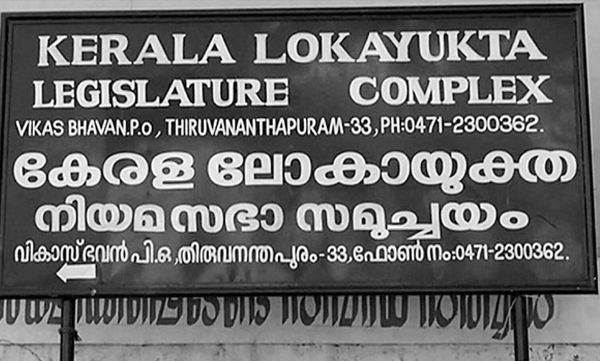 KERALA LOKAYUKTA
LEGISLATURE COMPLEX
VIKAS BHAVAN.P.O , THIRUVANANTHAPURAM-33, PH:0471-2300362.
കേരള ലോകായുക്ത
നിയമസഭാ സമുച്ചയം
വികാസ് ഭവൻ പി.ഒ ,തിരുവനന്തപുരം- 33, ഫോൺ നം:0471-2300362.